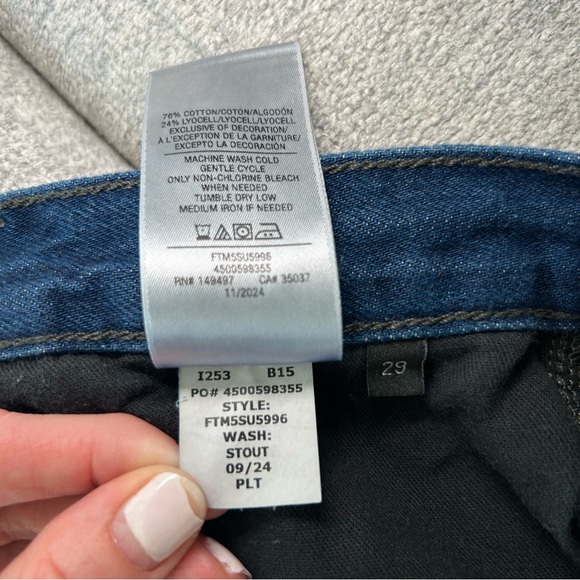 76% COTTON/COTON/ALGODÓN
24% LYOCELL/LYOCELL/LYOCELL
EXCLUSIVE OF DECORATION/
À L'EXCEPTION DE LA GARNITURE/
EXCEPTO LA DECORACIÓN
MACHINE WASH COLD
GENTLE CYCLE
ONLY NON-CHLORINE BLEACH
WHEN NEEDED
TUMBLE DRY LOW
MEDIUM IRON IF NEEDED
FTM5SU5996
4500598355
RN# 149497 CA# 35037
11/2024
29
I253 B15
PO# 4500598355
STYLE:
FTM5SU5996
WASH:
STOUT
09/24
PLT